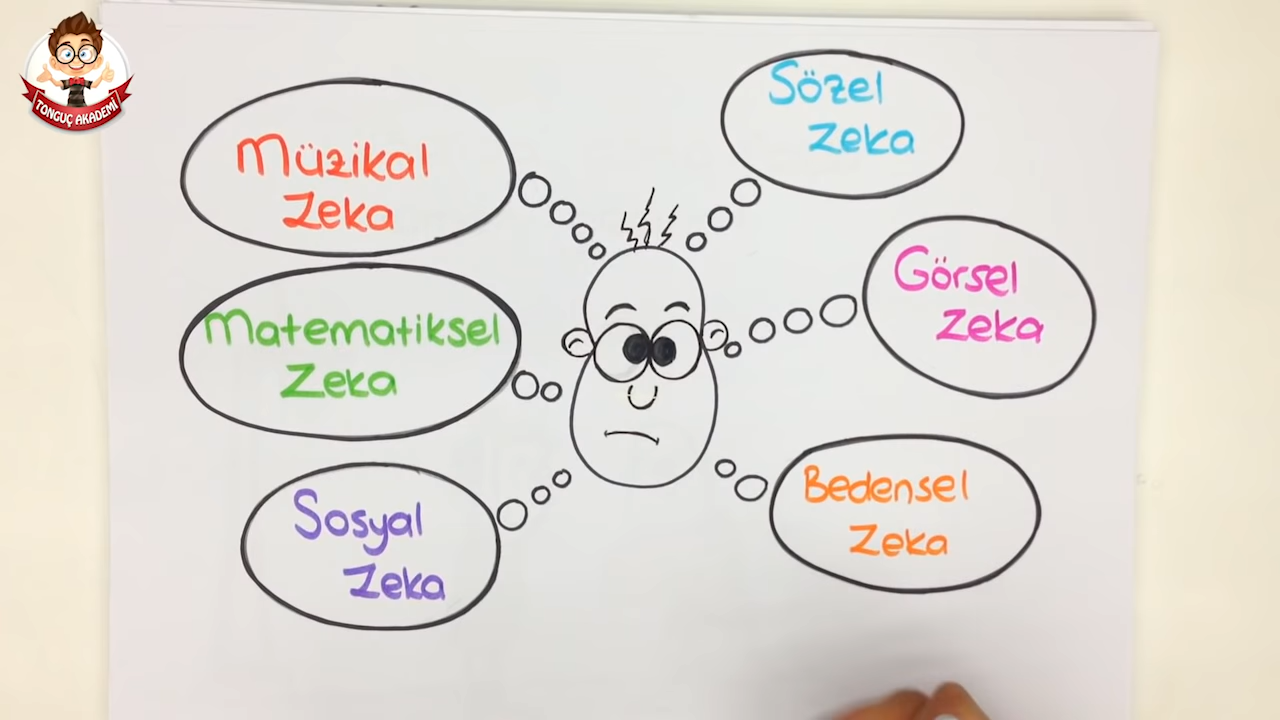 TONGUÇ AKADEMİ
Müzikal
Zeka
Sözel
Zeka
Matematiksel
Zeka
Görsel
Zeka
Sosyal
Zeka
Bedensel
Zeka